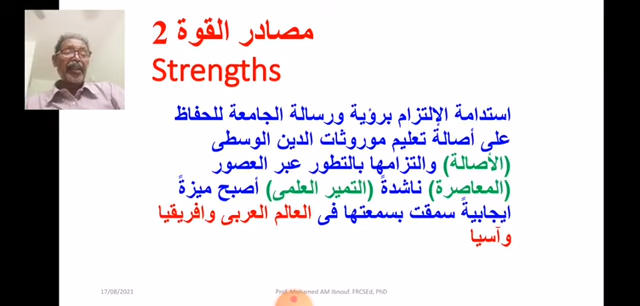 مصادر القوة 2
Strengths
استدامة الإلتزام برؤية ورسالة الجامعة للحفاظ
على أصالة تعليم موروثات الدين الوسطى
(الأصالة) والتزامها بالتطور عبر العصور
(المعاصرة) ناشدةً (التميز العلمى) أصبح ميزةً
ايجابيةً سمقت بسمعتها فى العالم العربى وافريقيا
وآسيا
17/08/2021
Prof. Mohamed AM Ibnouf. FRCSEd, PhD